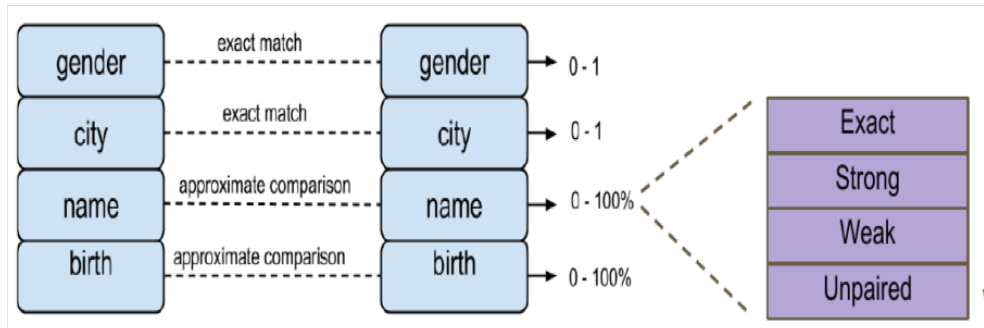 gender exact match gender 0 - 1
city exact match city 0 - 1
name approximate comparison name 0 - 100%
birth approximate comparison birth 0 - 100%
Exact
Strong
Weak
Unpaired